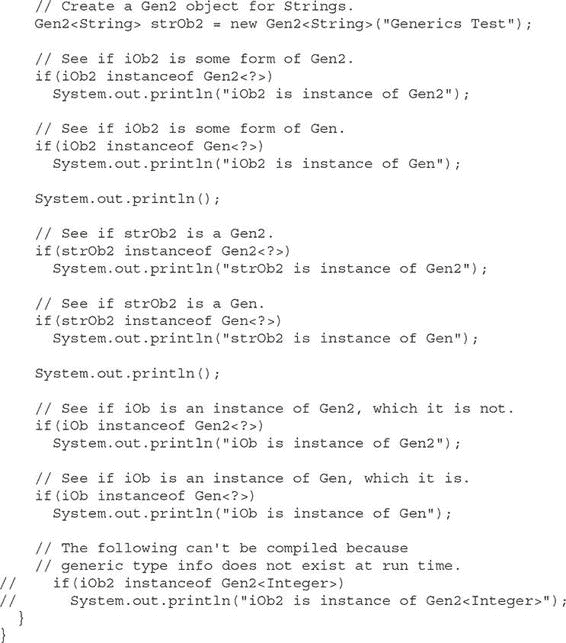 // Create a Gen2 object for Strings.
Gen2<String> strOb2 = new Gen2<String>("Generics Test");
// See if iOb2 is some form of Gen2.
if(iOb2 instanceof Gen2<?>)
System.out.println("iOb2 is instance of Gen2");
// See if iOb2 is some form of Gen.
if(iOb2 instanceof Gen<?>)
System.out.println("iOb2 is instance of Gen");
System.out.println();
// See if strOb2 is a Gen2.
if(strOb2 instanceof Gen2<?>)
System.out.println("strOb2 is instance of Gen2");
// See if strOb2 is a Gen.
if(strOb2 instanceof Gen<?>)
System.out.println("strOb2 is instance of Gen");
System.out.println();
// See if iOb is an instance of Gen2, which it is not.
if(iOb instanceof Gen2<?>)
System.out.println("iOb is instance of Gen2");
// See if iOb is an instance of Gen, which it is.
if(iOb instanceof Gen<?>)
System.out.println("iOb is instance of Gen");
// The following can't be compiled because
// generic type info does not exist at run time.
// if(iOb2 instanceof Gen2<Integer>)
// System.out.println("iOb2 is instance of Gen2<Integer>");
}
}